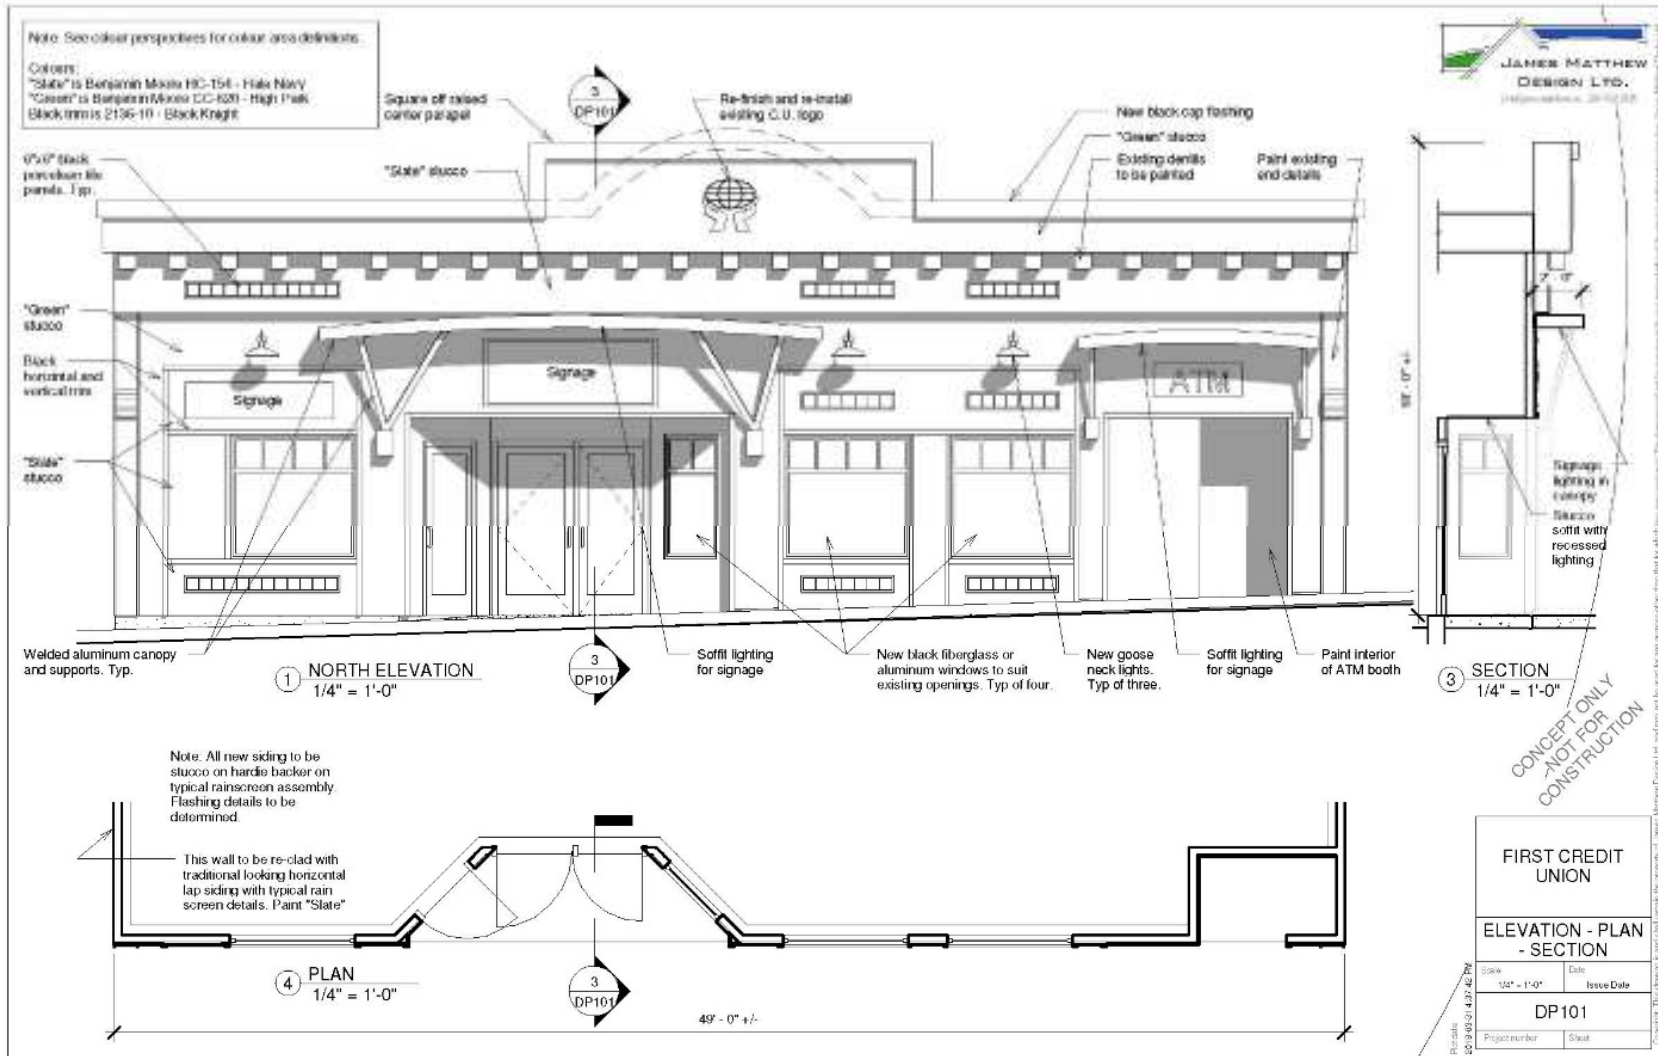 Note: See colour perspectives for colour area definitions.
Colours:
"Slate" is Benjamin Moore HC-154 - Hale Navy
"Green" is Benjamin Moore CC-620 - High Park
Black trim is 2136-10 - Black Knight
Square off raised
center parapet
3
DP101
Re-finish and re-install
existing C.U. logo
New black cap flashing
"Green" stucco
Existing dentils
to be painted
Paint existing
end details
JAMES MATTHEW
DESIGN LTD.
6"x6" black
porcelain tile
panels. Typ.
"Slate" stucco
"Green"
stucco
Black
horizontal and
vertical trim
"Slate"
stucco
Signage
Signage
ATM
Signage
lighting in
canopy
Stucco
soffit with
recessed
lighting
Welded aluminum canopy
and supports. Typ.
1 NORTH ELEVATION
1/4" = 1'-0"
3
DP101
Soffit lighting
for signage
New black fiberglass or
aluminum windows to suit
existing openings. Typ of four.
New goose
neck lights.
Typ of three.
Soffit lighting
for signage
Paint interior
of ATM booth
3 SECTION
1/4" = 1'-0"
CONCEPT ONLY
-NOT FOR
CONSTRUCTION
Note: All new siding to be
stucco on hardie backer on
typical rainscreen assembly.
Flashing details to be
determined.
This wall to be re-clad with
traditional looking horizontal
lap siding with typical rain
screen details. Paint "Slate"
4 PLAN
1/4" = 1'-0"
3
DP101
49' - 0" +/-
FIRST CREDIT
UNION
ELEVATION - PLAN
- SECTION
Scale
Date
1/4" = 1'-0"
Issue Date
DP101
Project number
Sheet